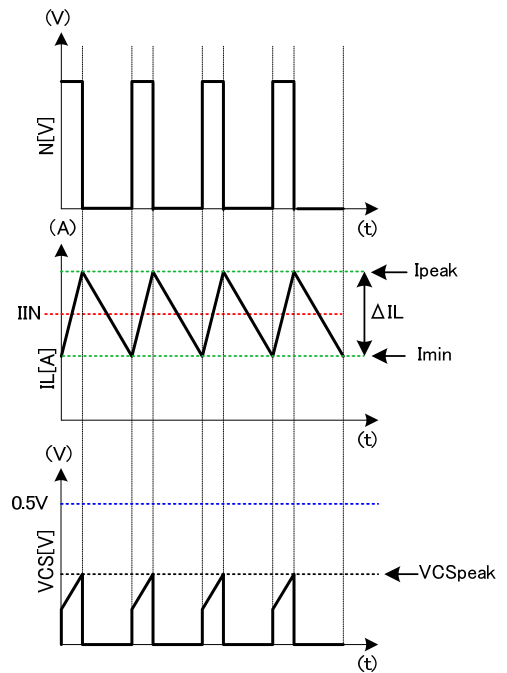 (V)
N[V]
(t)
(A)
Ipeak
IIN
ΔIL
Imin
IL[A]
(t)
(V)
0.5V
VCS[V]
VCSpeak
(t)